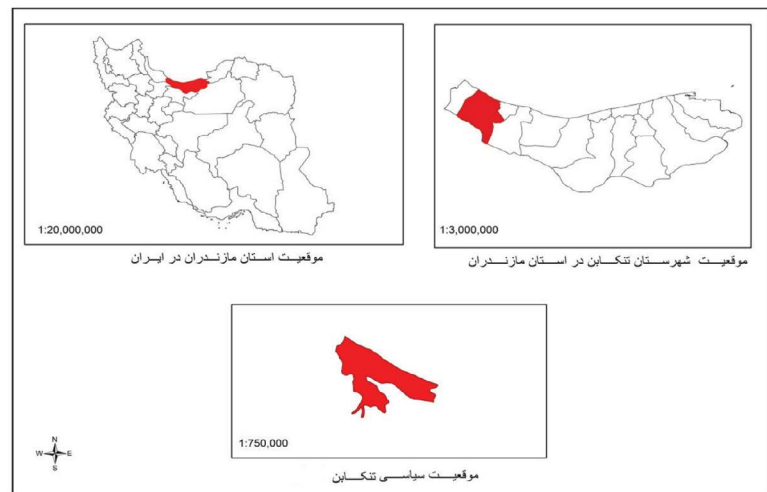 1:20,000,000
موقعیت استان مازندران در ایران
1:3,000,000
موقعیت شهرستان تنکابن در استان مازندران
1:750,000
موقعیت سیاسی تنکابن
N
W E
S